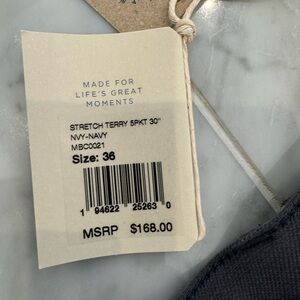 MADE FOR
LIFE'S GREAT
MOMENTS
STRETCH TERRY 5PKT 30"
NVY-NAVY
MBC0021
Size: 36
1 94622 25263 0
MSRP $168.00